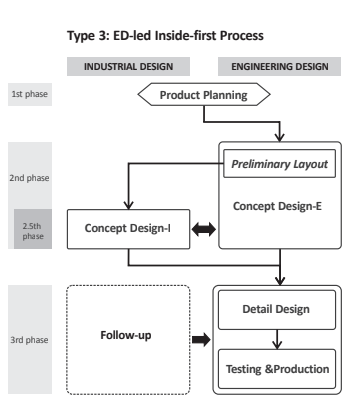 Type 3: ED-led Inside-first Process
INDUSTRIAL DESIGN
ENGINEERING DESIGN
1st phase
Product Planning
2nd phase
Preliminary Layout
Concept Design-E
2.5th
phase
Concept Design-I
3rd phase
Follow-up
Detail Design
Testing &Production